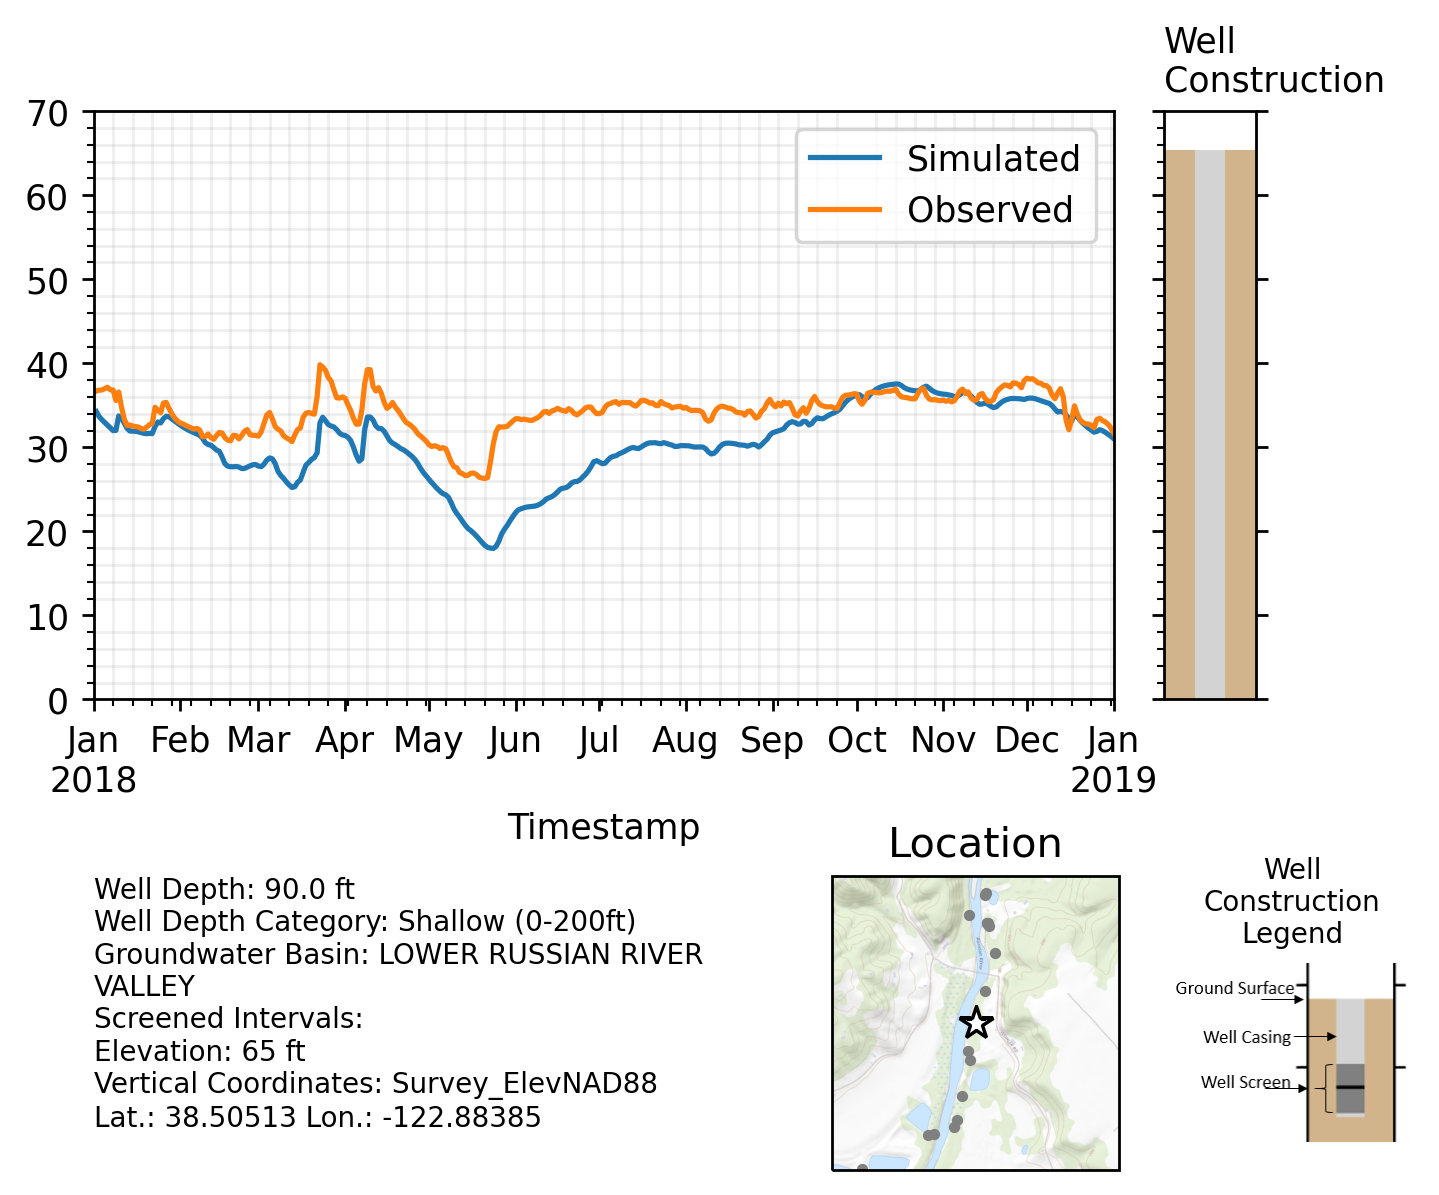 Well
Construction
70
60
50
40
30
20
10
0
Simulated
Observed
Jan Feb Mar Apr May Jun Jul Aug Sep Oct Nov Dec Jan
2018 2019
Timestamp
Well Depth: 90.0 ft
Well Depth Category: Shallow (0-200ft)
Groundwater Basin: LOWER RUSSIAN RIVER
VALLEY
Screened Intervals:
Elevation: 65 ft
Vertical Coordinates: Survey_ElevNAD88
Lat.: 38.50513 Lon.: -122.88385
Location
Well
Construction
Legend
Ground Surface
Well Casing
Well Screen